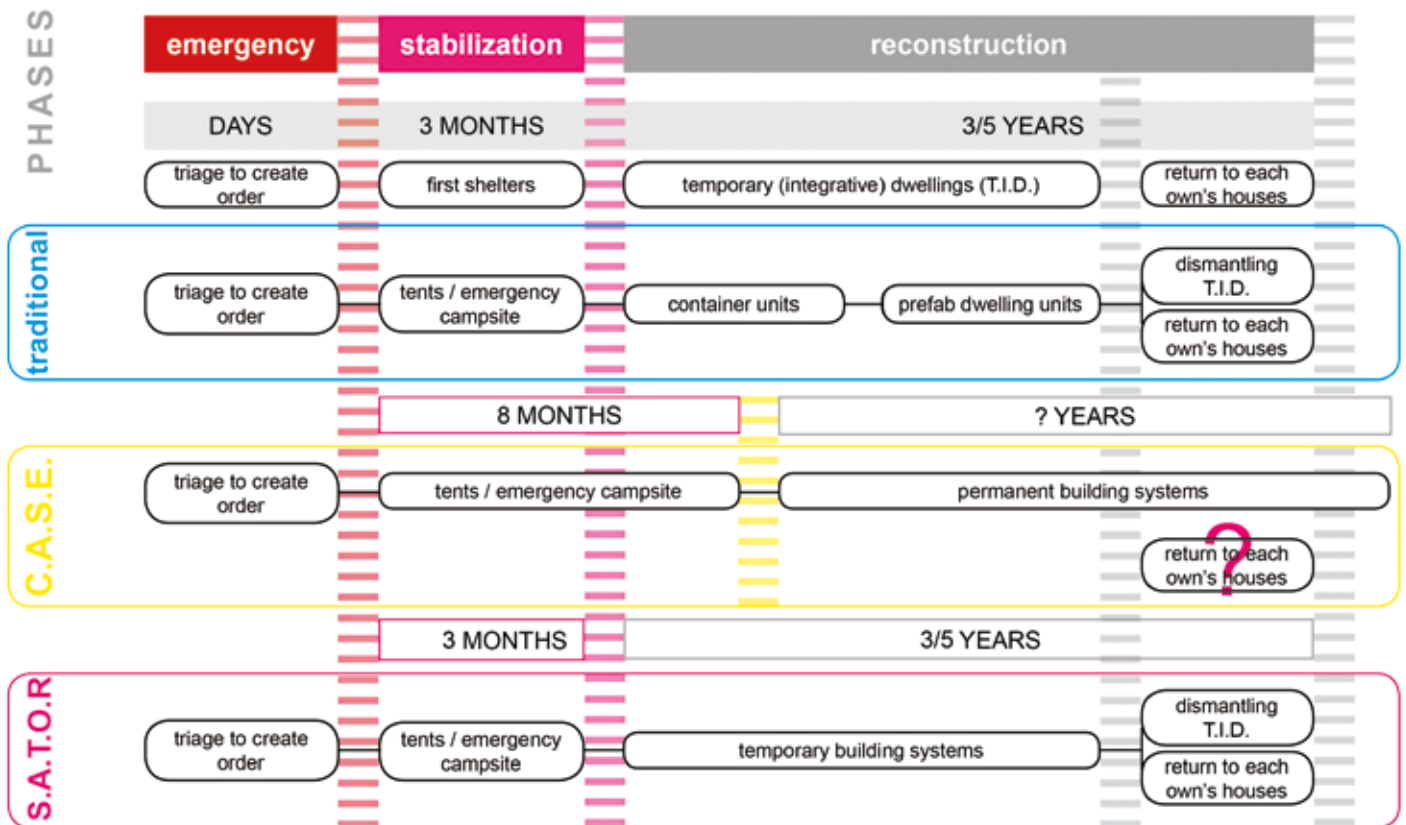 PHASES
emergency
stabilization
reconstruction
DAYS
3 MONTHS
3/5 YEARS
triage to create
order
first shelters
temporary (integrative) dwellings (T.I.D.)
return to each
own's houses
traditional
triage to create
order
tents / emergency
campsite
container units
prefab dwelling units
dismantling
T.I.D.
return to each
own's houses
8 MONTHS
? YEARS
C.A.S.E.
triage to create
order
tents / emergency campsite
permanent building systems
?
return to each
own's houses
3 MONTHS
3/5 YEARS
S.A.T.O.R
triage to create
order
tents / emergency
campsite
temporary building systems
dismantling
T.I.D.
return to each
own's houses